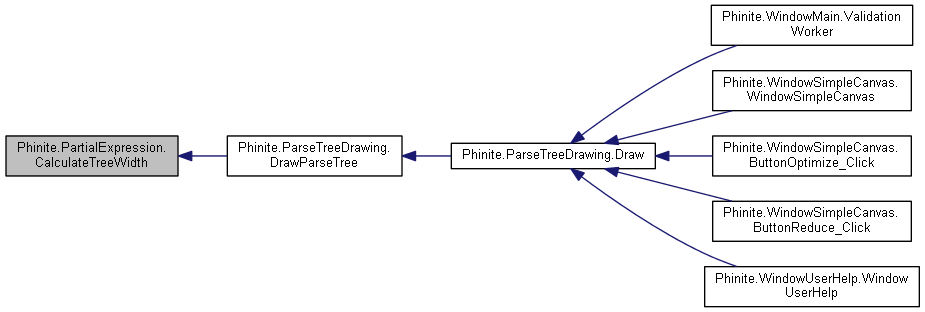 Phinite.WindowMain.Validation
Worker
Phinite.WindowSimpleCanvas.
WindowSimpleCanvas
Phinite.PartialExpression.
CalculateTreeWidth
Phinite.ParseTreeDrawing.
DrawParseTree
Phinite.ParseTreeDrawing.Draw
Phinite.WindowSimpleCanvas.
ButtonOptimize_Click
Phinite.WindowSimpleCanvas.
ButtonReduce_Click
Phinite.WindowUserHelp.Window
UserHelp